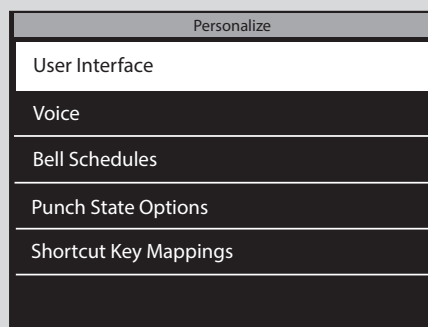 Personalize
User Interface
Voice
Bell Schedules
Punch State Options
Shortcut Key Mappings